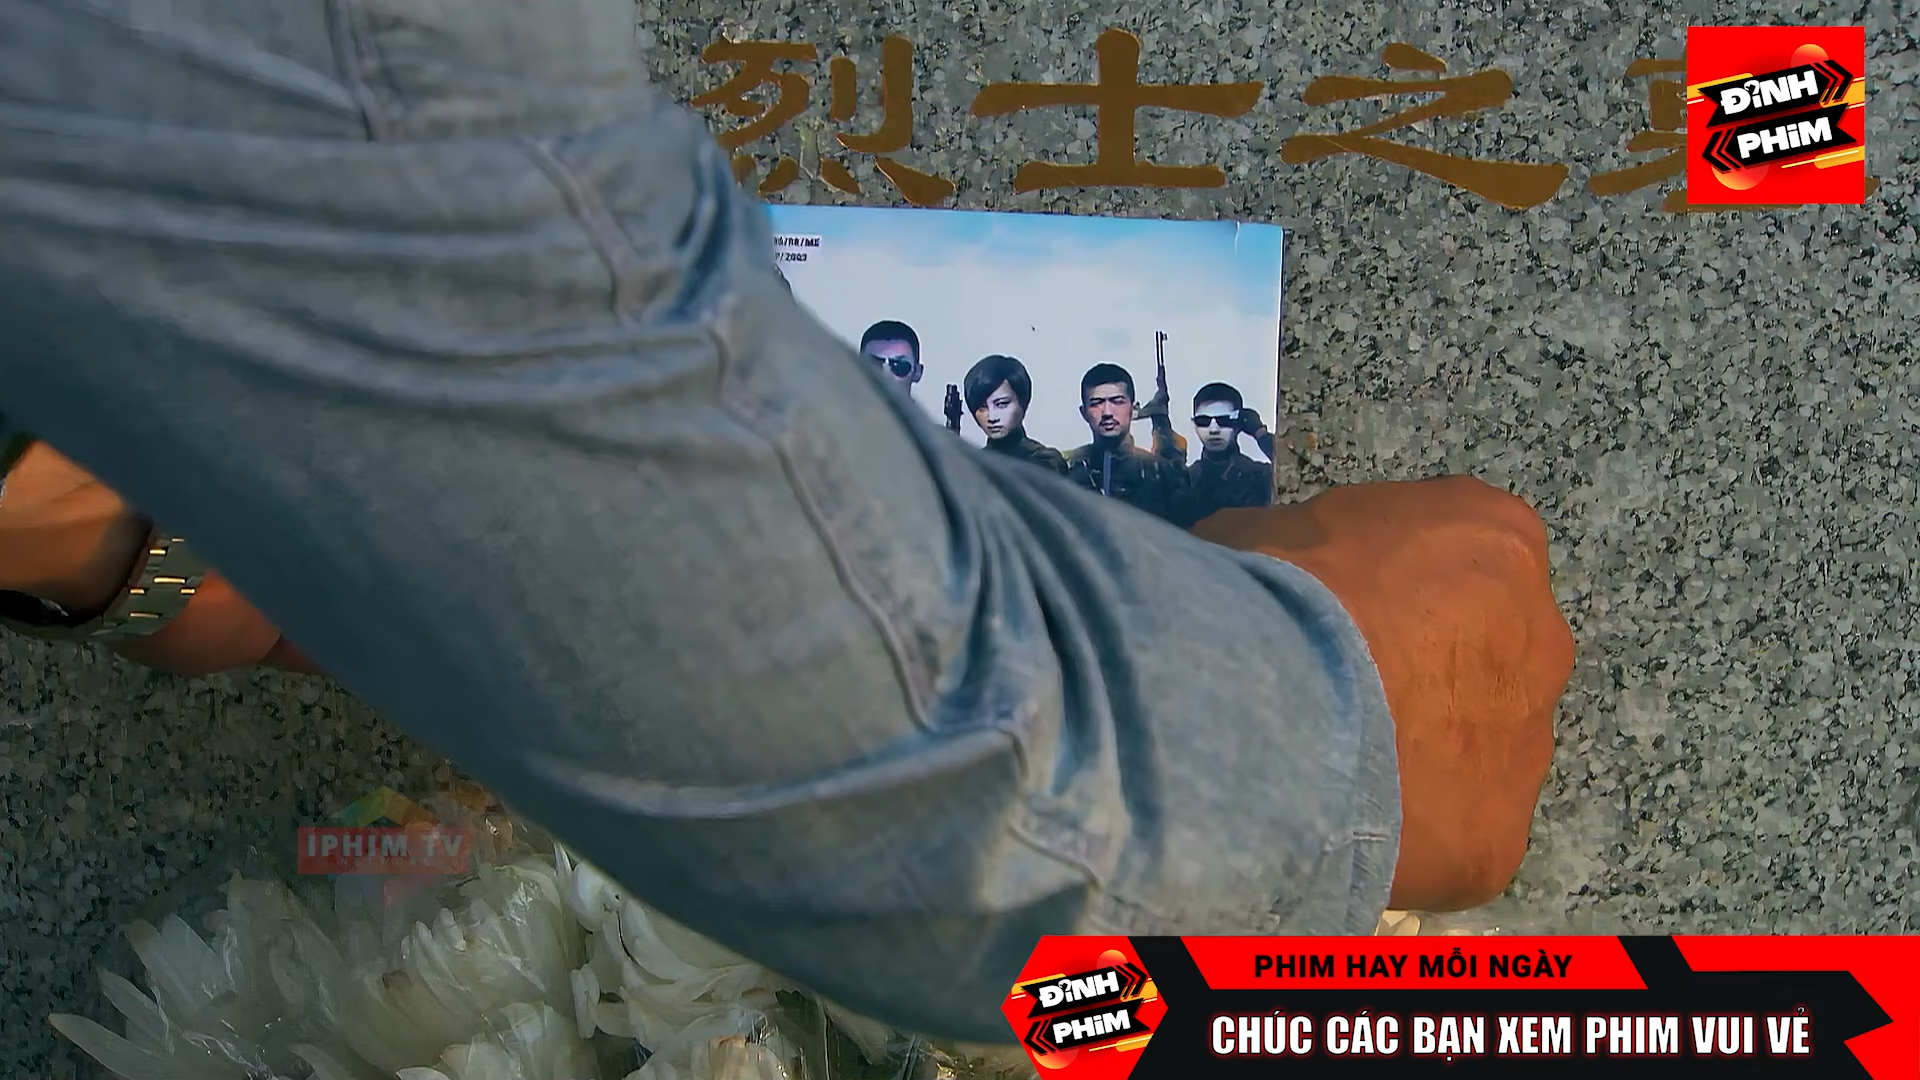 烈士之
ĐỈNH
PHIM
IPHIM TV
NETWORK
ĐỈNH
PHIM
PHIM HAY MỖI NGÀY
CHÚC CÁC BẠN XEM PHIM VUI VẺ